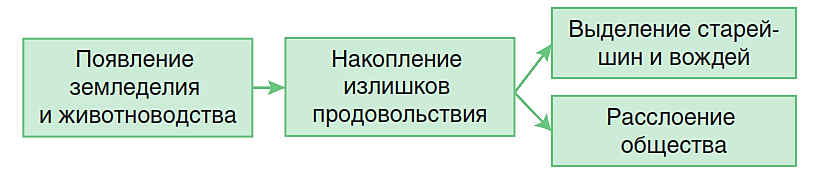 Появление
земледелия
и животноводства
Накопление
излишков
продовольствия
Выделение старей-
шин и вождей
Расслоение
общества